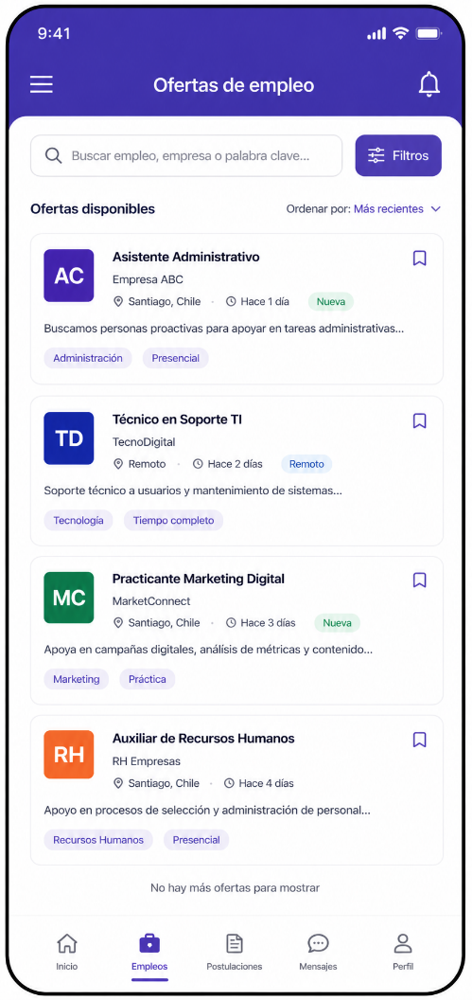 9:41
Ofertas de empleo
Buscar empleo, empresa o palabra clave...
Filtros
Ofertas disponibles
Ordenar por: Más recientes
AC
Asistente Administrativo
Empresa ABC
Santiago, Chile · Hace 1 día Nueva
Buscamos personas proactivas para apoyar en tareas administrativas...
Administración Presencial
TD
Técnico en Soporte TI
TecnoDigital
Remoto · Hace 2 días Remoto
Soporte técnico a usuarios y mantenimiento de sistemas...
Tecnología Tiempo completo
MC
Practicante Marketing Digital
MarketConnect
Santiago, Chile · Hace 3 días Nueva
Apoya en campañas digitales, análisis de métricas y contenido...
Marketing Práctica
RH
Auxiliar de Recursos Humanos
RH Empresas
Santiago, Chile · Hace 4 días
Apoyo en procesos de selección y administración de personal...
Recursos Humanos Presencial
No hay más ofertas para mostrar
Inicio Empleos Postulaciones Mensajes Perfil